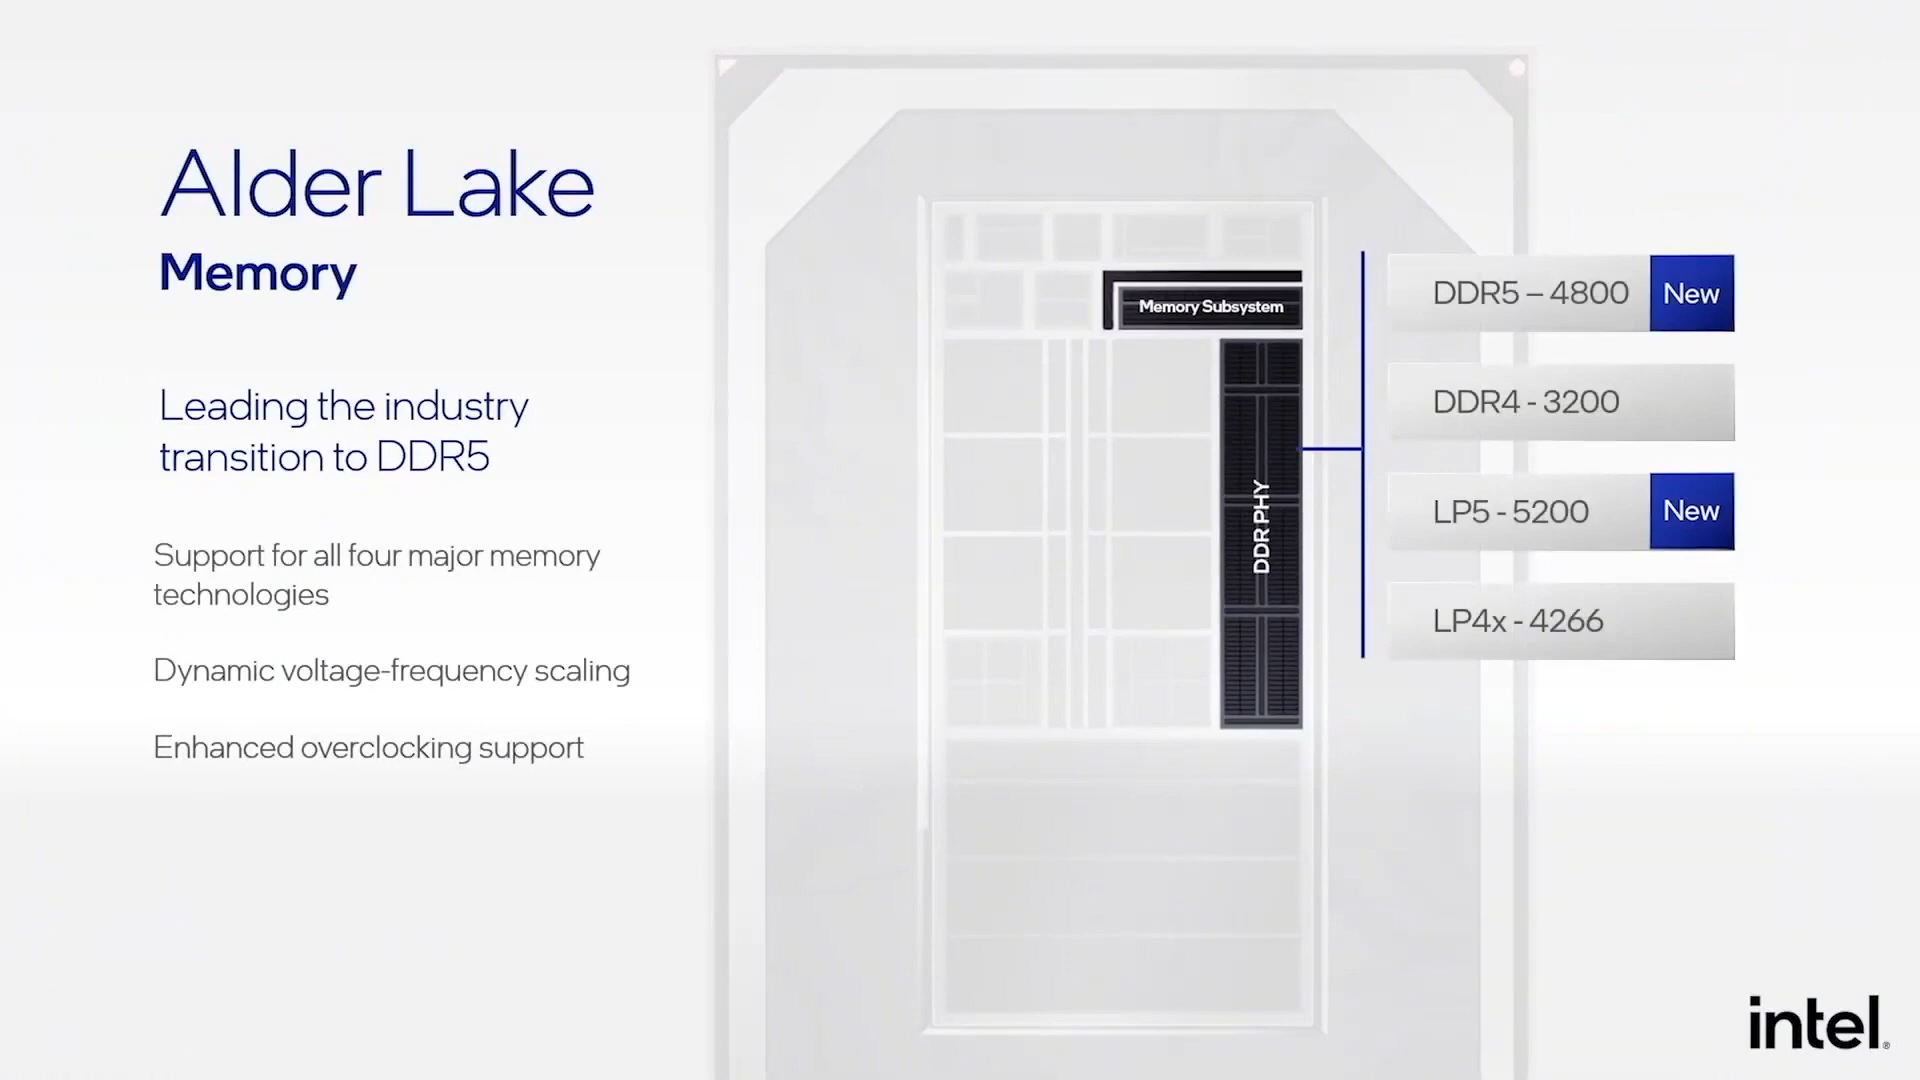 Alder Lake
Memory
Leading the industry
transition to DDR5
Support for all four major memory
technologies
Dynamic voltage-frequency scaling
Enhanced overclocking support
Memory Subsystem
DDR PHY
DDR5 – 4800 New
DDR4 - 3200
LP5 - 5200 New
LP4x - 4266
intel®